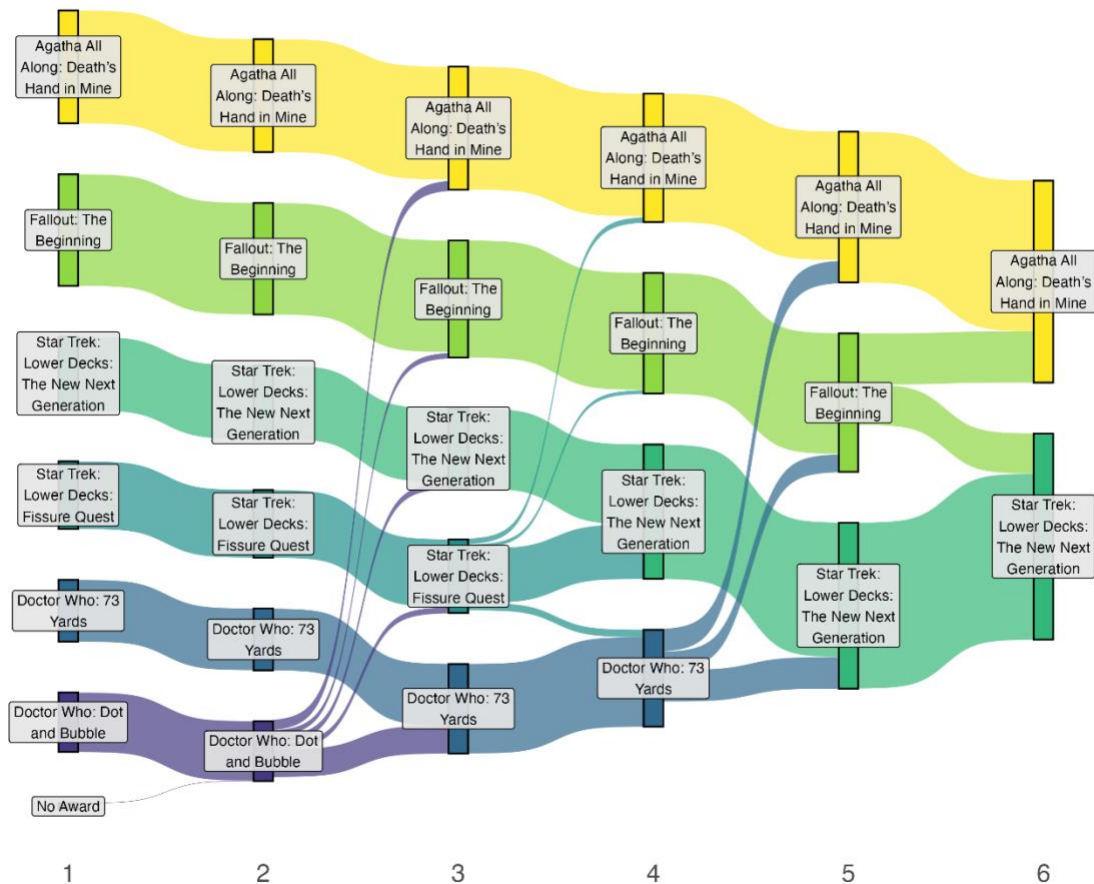 Agatha All
Along: Death's
Hand in Mine
Fallout: The
Beginning
Star Trek:
Lower Decks:
The New Next
Generation
Star Trek:
Lower Decks:
Fissure Quest
Doctor Who: 73
Yards
Doctor Who: Dot
and Bubble
No Award
Agatha All
Along: Death's
Hand in Mine
Fallout: The
Beginning
Star Trek:
Lower Decks:
The New Next
Generation
Star Trek:
Lower Decks:
Fissure Quest
Doctor Who: 73
Yards
Doctor Who: Dot
and Bubble
Agatha All
Along: Death's
Hand in Mine
Fallout: The
Beginning
Star Trek:
Lower Decks:
The New Next
Generation
Star Trek:
Lower Decks:
Fissure Quest
Doctor Who: 73
Yards
Agatha All
Along: Death's
Hand in Mine
Fallout: The
Beginning
Star Trek:
Lower Decks:
The New Next
Generation
Doctor Who: 73
Yards
Agatha All
Along: Death's
Hand in Mine
Fallout: The
Beginning
Star Trek:
Lower Decks:
The New Next
Generation
Agatha All
Along: Death's
Hand in Mine
Star Trek:
Lower Decks:
The New Next
Generation
1 2 3 4 5 6